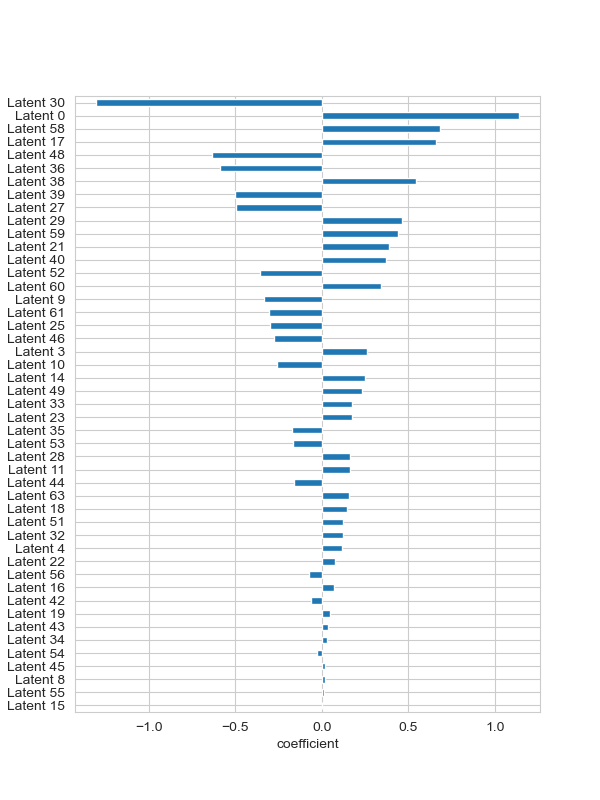 Latent 30
Latent 0
Latent 58
Latent 17
Latent 48
Latent 36
Latent 38
Latent 39
Latent 27
Latent 29
Latent 59
Latent 21
Latent 40
Latent 52
Latent 60
Latent 9
Latent 61
Latent 25
Latent 46
Latent 3
Latent 10
Latent 14
Latent 49
Latent 33
Latent 23
Latent 35
Latent 53
Latent 28
Latent 11
Latent 44
Latent 63
Latent 18
Latent 51
Latent 32
Latent 4
Latent 22
Latent 56
Latent 16
Latent 42
Latent 19
Latent 43
Latent 34
Latent 54
Latent 45
Latent 8
Latent 55
Latent 15
−1.0 −0.5 0.0 0.5 1.0
coefficient